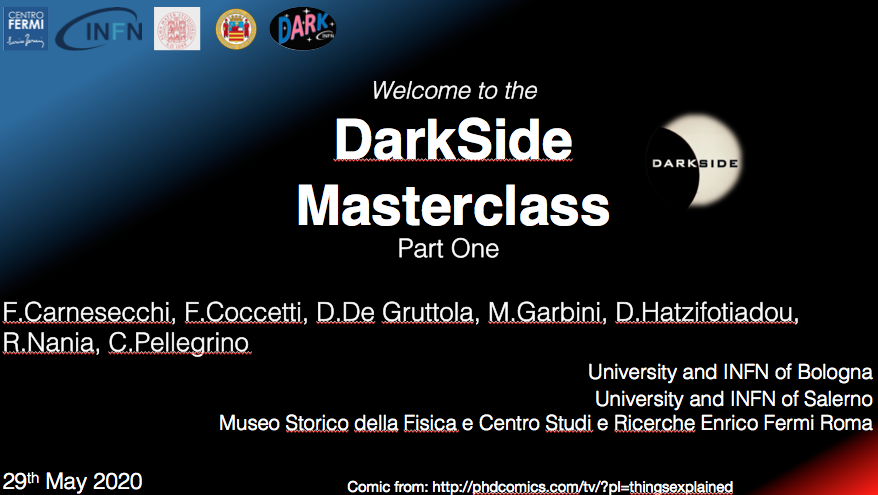 CENTRO
FERMI
INFN
DARK
INFN
Welcome to the
DarkSide
Masterclass
DARKSIDE
Part One
F.Carnesecchi, F.Coccetti, D.De Gruttola, M.Garbini, D.Hatzifotiadou,
R.Nania, C.Pellegrino
University and INFN of Bologna
University and INFN of Salerno
Museo Storico della Fisica e Centro Studi e Ricerche Enrico Fermi Roma
29th May 2020
Comic from: http://phdcomics.com/tv/?pl=thingsexplained